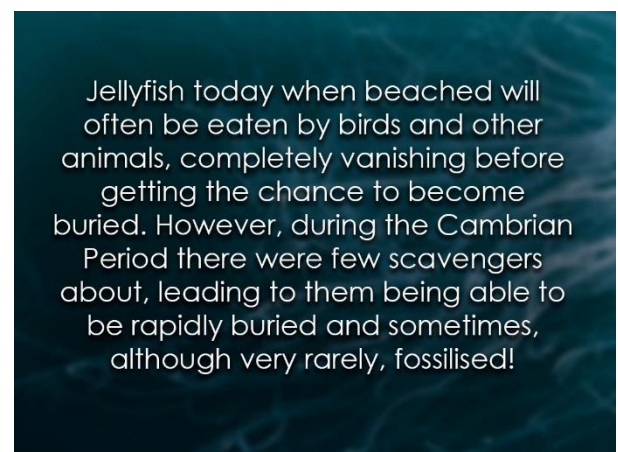 Jellyfish today when beached will
often be eaten by birds and other
animals, completely vanishing before
getting the chance to become
buried. However, during the Cambrian
Period there were few scavengers
about, leading to them being able to
be rapidly buried and sometimes,
although very rarely, fossilised!